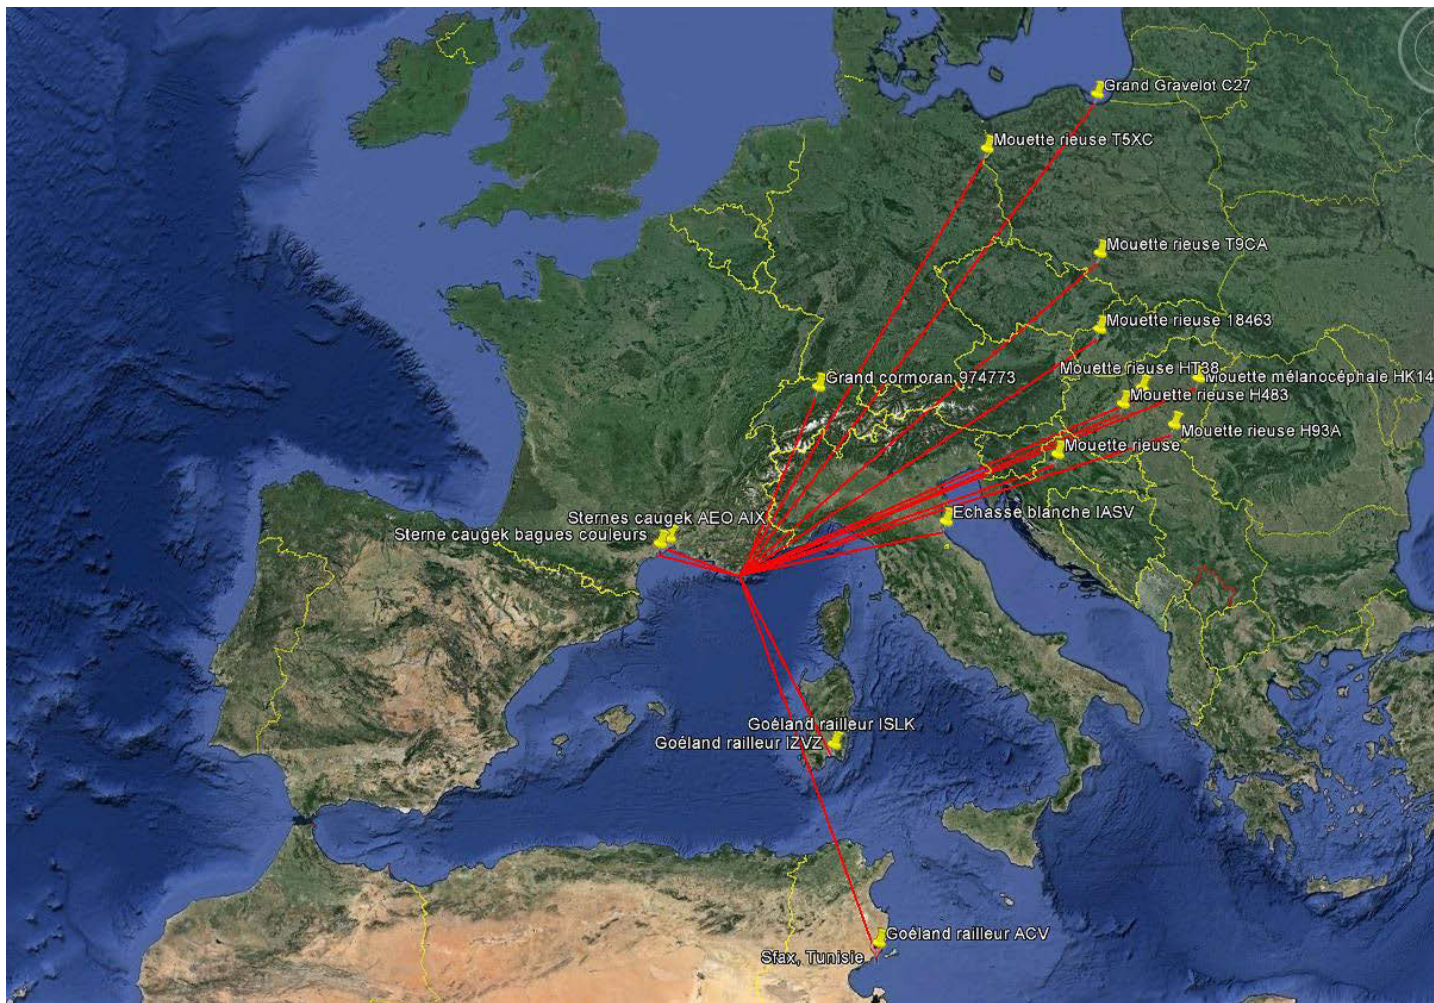 Grand Gravelot C27
Mouette rieuse T5XC
Mouette rieuse T9CA
Mouette rieuse 18463
Mouette rieuse HT38
Grand cormoran 974773
Mouette mélanocéphale HK14
Mouette rieuse H483
Mouette rieuse H93A
Mouette rieuse
Echasse blanche IASV
Sternes caugek AEO AIX
Sterne caugek bagues couleurs
Goéland railleur ISLK
Goéland railleur IZVZ
Goéland railleur ACV
Sfax, Tunisie